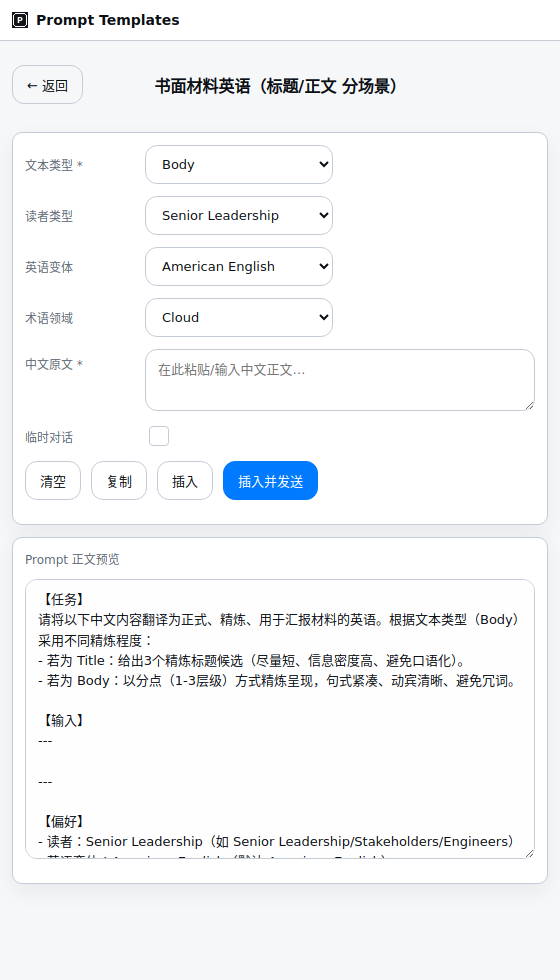 P Prompt Templates
← 返回
书面材料英语（标题/正文 分场景）
文本类型 *
Body
读者类型
Senior Leadership
英语变体
American English
术语领域
Cloud
中文原文 *
在此粘贴/输入中文正文…
临时对话
清空 复制 插入 插入并发送
Prompt 正文预览
【任务】
请将以下中文内容翻译为正式、精炼、用于汇报材料的英语。根据文本类型（Body）
采用不同精炼程度：
- 若为 Title：给出3个精炼标题候选（尽量短、信息密度高、避免口语化）。
- 若为 Body：以分点（1-3层级）方式精炼呈现，句式紧凑、动宾清晰、避免冗词。
【输入】
---
---
【偏好】
- 读者：Senior Leadership（如 Senior Leadership/Stakeholders/Engineers）